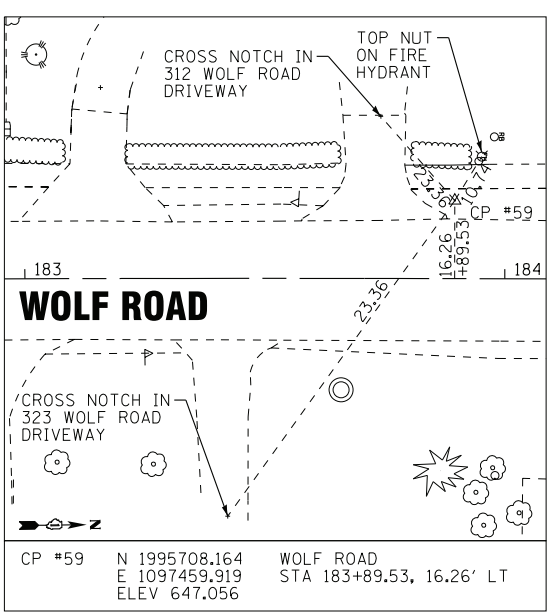 CROSS NOTCH IN
312 WOLF ROAD
DRIVEWAY
TOP NUT
ON FIRE
HYDRANT
10.74
CP #59
16.26
+89.53
183
184
WOLF ROAD
23.36
CROSS NOTCH IN
323 WOLF ROAD
DRIVEWAY
N
CP #59 N 1995708.164 WOLF ROAD
E 1097459.919 STA 183+89.53, 16.26' LT
ELEV 647.056